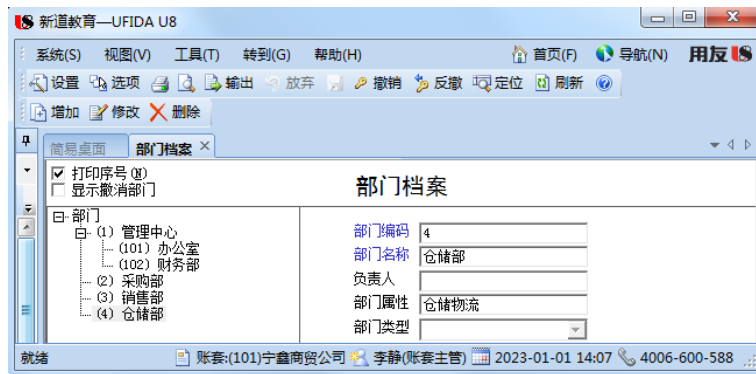 新道教育—UFIDA U8
系统(S) 视图(V) 工具(T) 转到(G) 帮助(H) 首页(F) 导航(N) 用友
设置 选项 输出 放弃 撤销 反撤 定位 刷新
增加 修改 删除
简易桌面 部门档案
打印序号(N)
显示撤消部门
部门档案
部门
(1) 管理中心
(101) 办公室
(102) 财务部
(2) 采购部
(3) 销售部
(4) 仓储部
部门编码 4
部门名称 仓储部
负责人
部门属性 仓储物流
部门类型
就绪 账套:(101)宁鑫商贸公司 李静(账套主管) 2023-01-01 14:07 4006-600-588